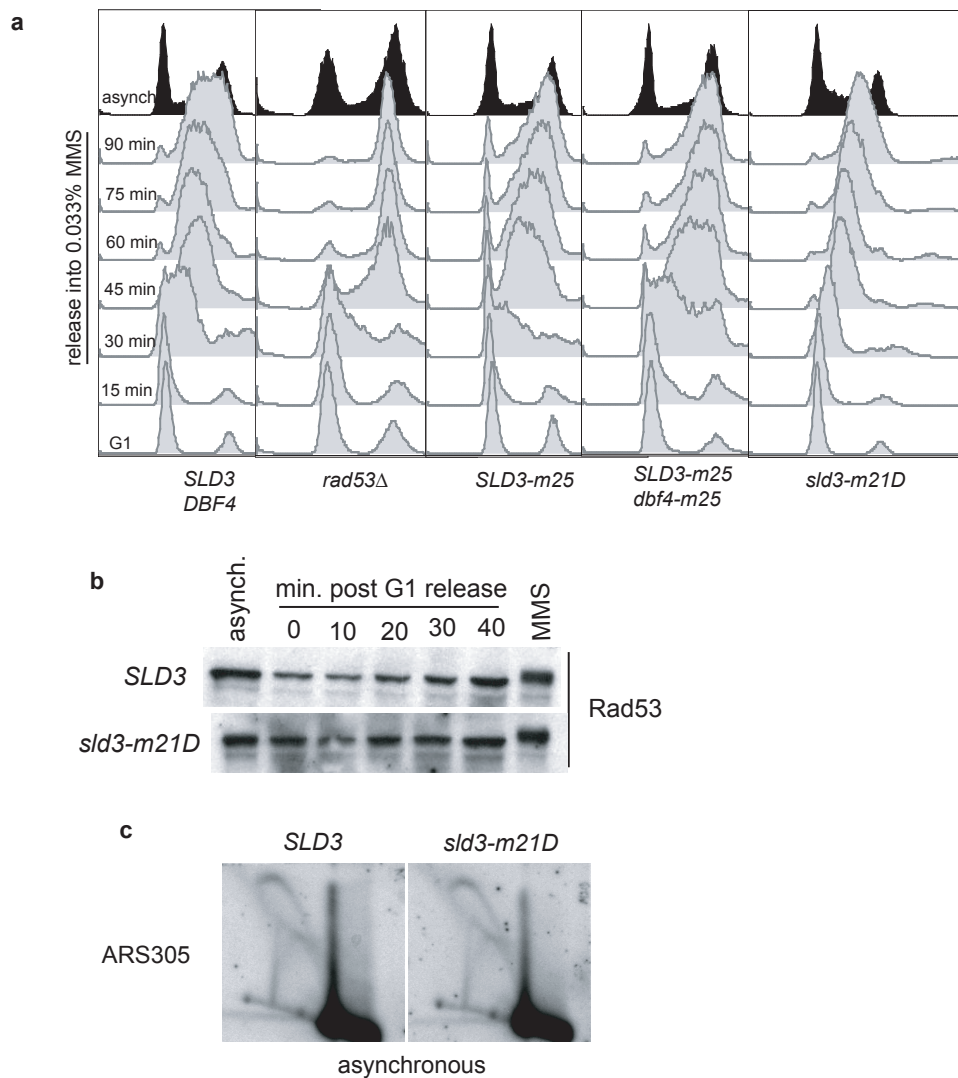 a
asynch
release into 0.033% MMS
90 min
75 min
60 min
45 min
30 min
15 min
G1
SLD3
DBF4
rad53Δ
SLD3-m25
SLD3-m25
dbf4-m25
sld3-m21D
b
asynch.
min. post G1 release
MMS
0 10 20 30 40
SLD3
sld3-m21D
Rad53
c
SLD3 sld3-m21D
ARS305
asynchronous